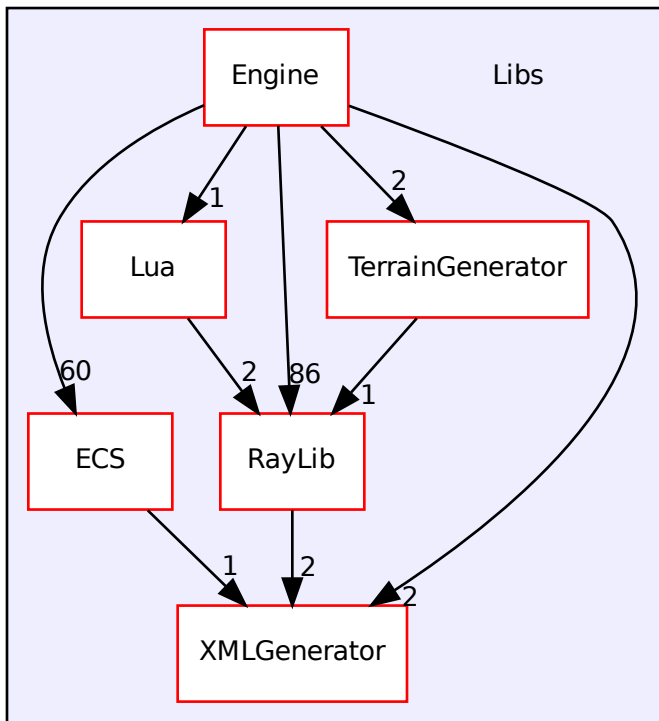 Engine
Libs
1
2
Lua
TerrainGenerator
60
2
86
1
ECS
RayLib
1
2
2
XMLGenerator